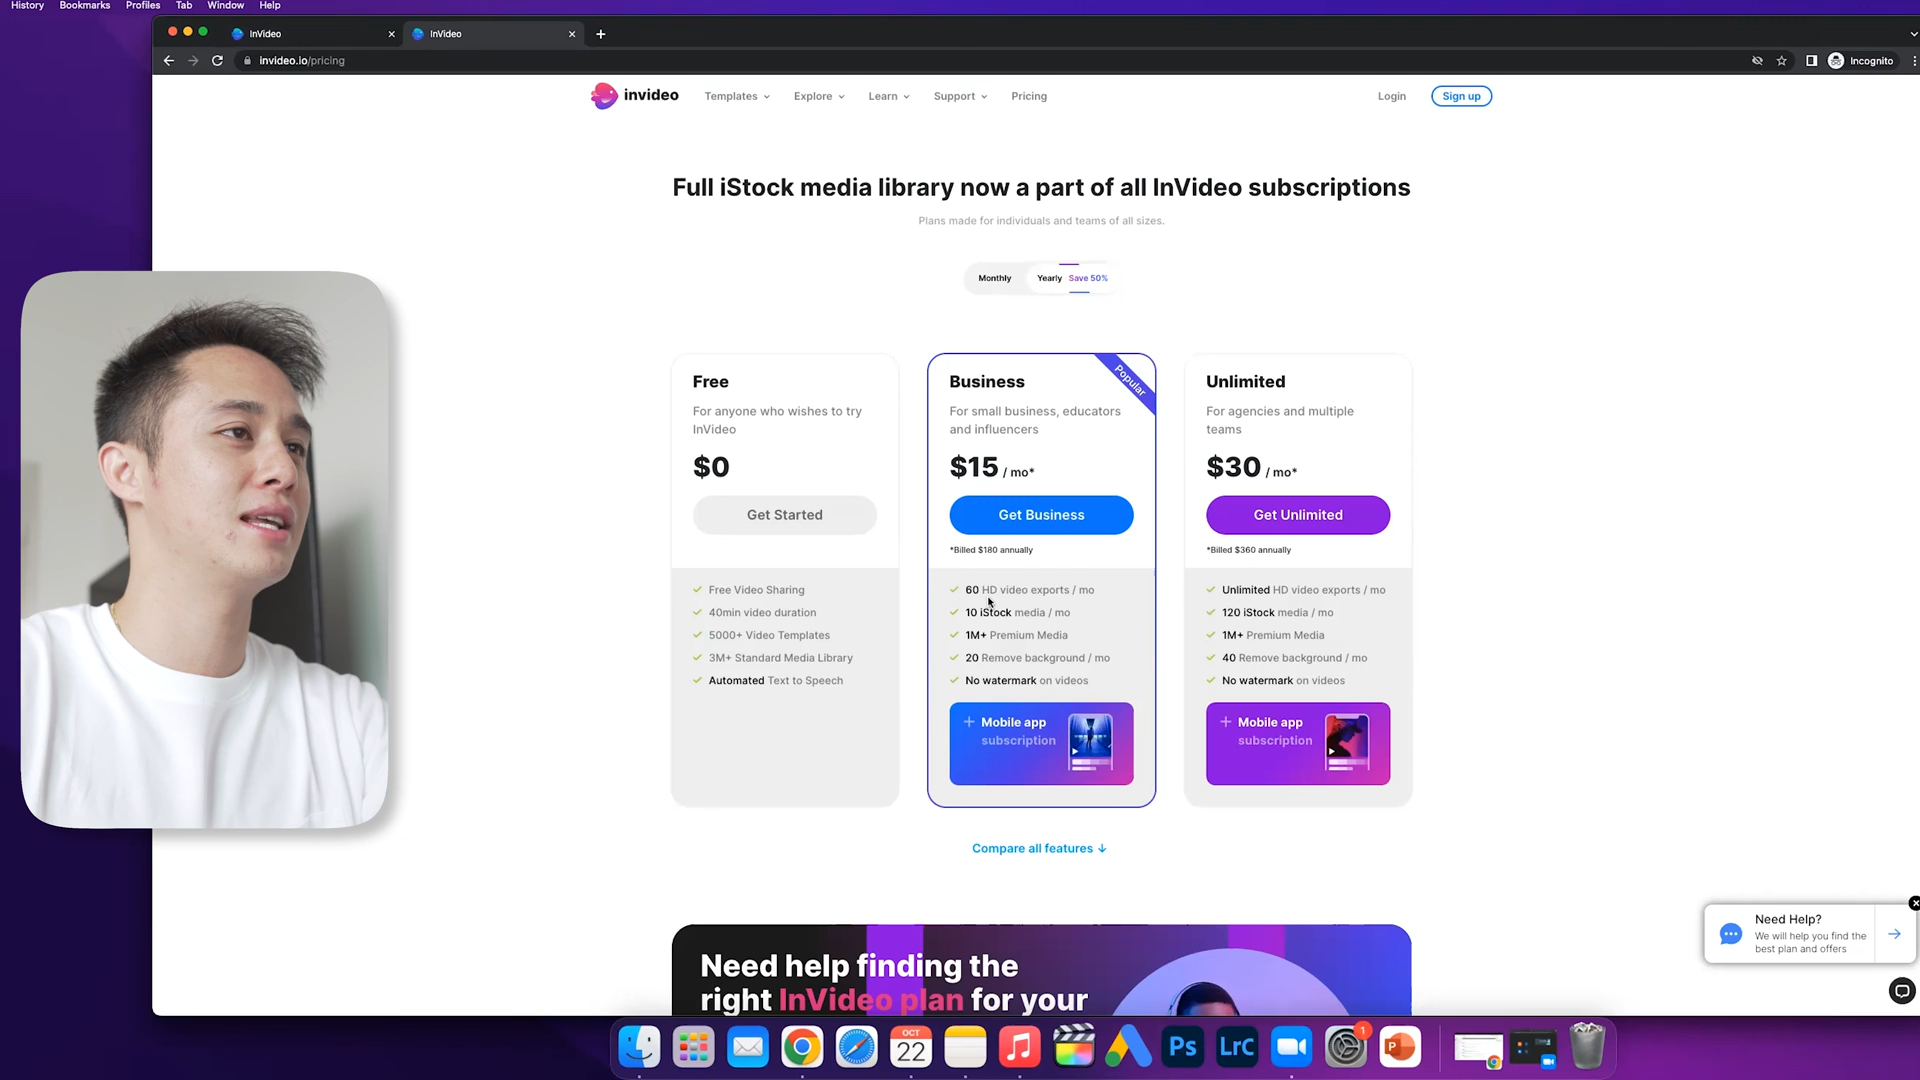 History Bookmarks Profiles Tab Window Help
InVideo
InVideo
invideo.io/pricing
Incognito
invideo
Templates
Explore
Learn
Support
Pricing
Login
Sign up
Full iStock media library now a part of all InVideo subscriptions
Plans made for individuals and teams of all sizes.
Monthly
Yearly Save 50%
Free
For anyone who wishes to try
InVideo
$0
Get Started
Free Video Sharing
40min video duration
5000+ Video Templates
3M+ Standard Media Library
Automated Text to Speech
Popular
Business
For small business, educators
and influencers
$15 / mo*
Get Business
*Billed $180 annually
60 HD video exports / mo
10 iStock media / mo
1M+ Premium Media
20 Remove background / mo
No watermark on videos
+ Mobile app
subscription
Unlimited
For agencies and multiple
teams
$30 / mo*
Get Unlimited
*Billed $360 annually
Unlimited HD video exports / mo
120 iStock media / mo
1M+ Premium Media
40 Remove background / mo
No watermark on videos
+ Mobile app
subscription
Compare all features ↓
Need help finding the
right InVideo plan for your
Need Help?
We will help you find the
best plan and offers
OCT
22
Ps
LrC
1
P